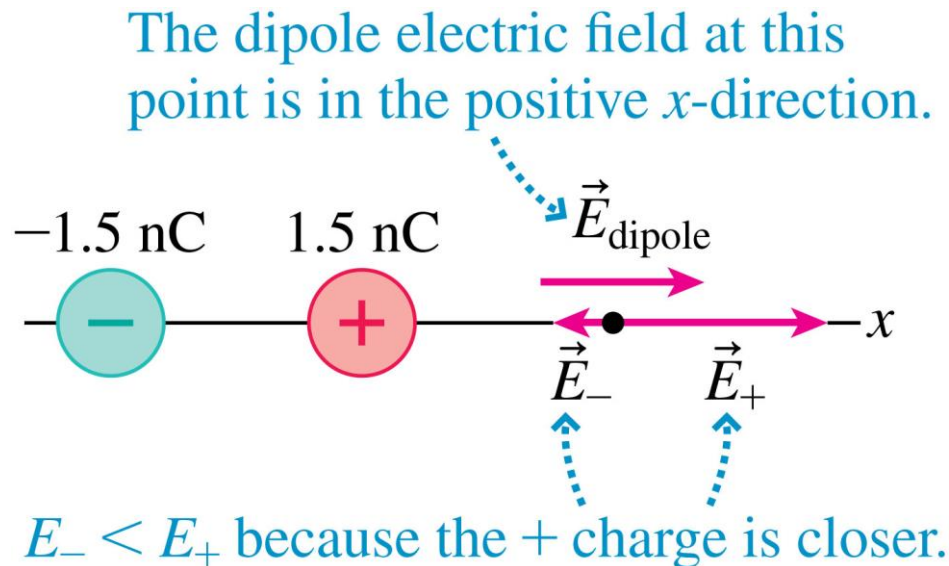 The dipole electric field at this
point is in the positive x-direction.
−1.5 nC 1.5 nC
E⃗dipole
− + x
E⃗− E⃗+
E− < E+ because the + charge is closer.